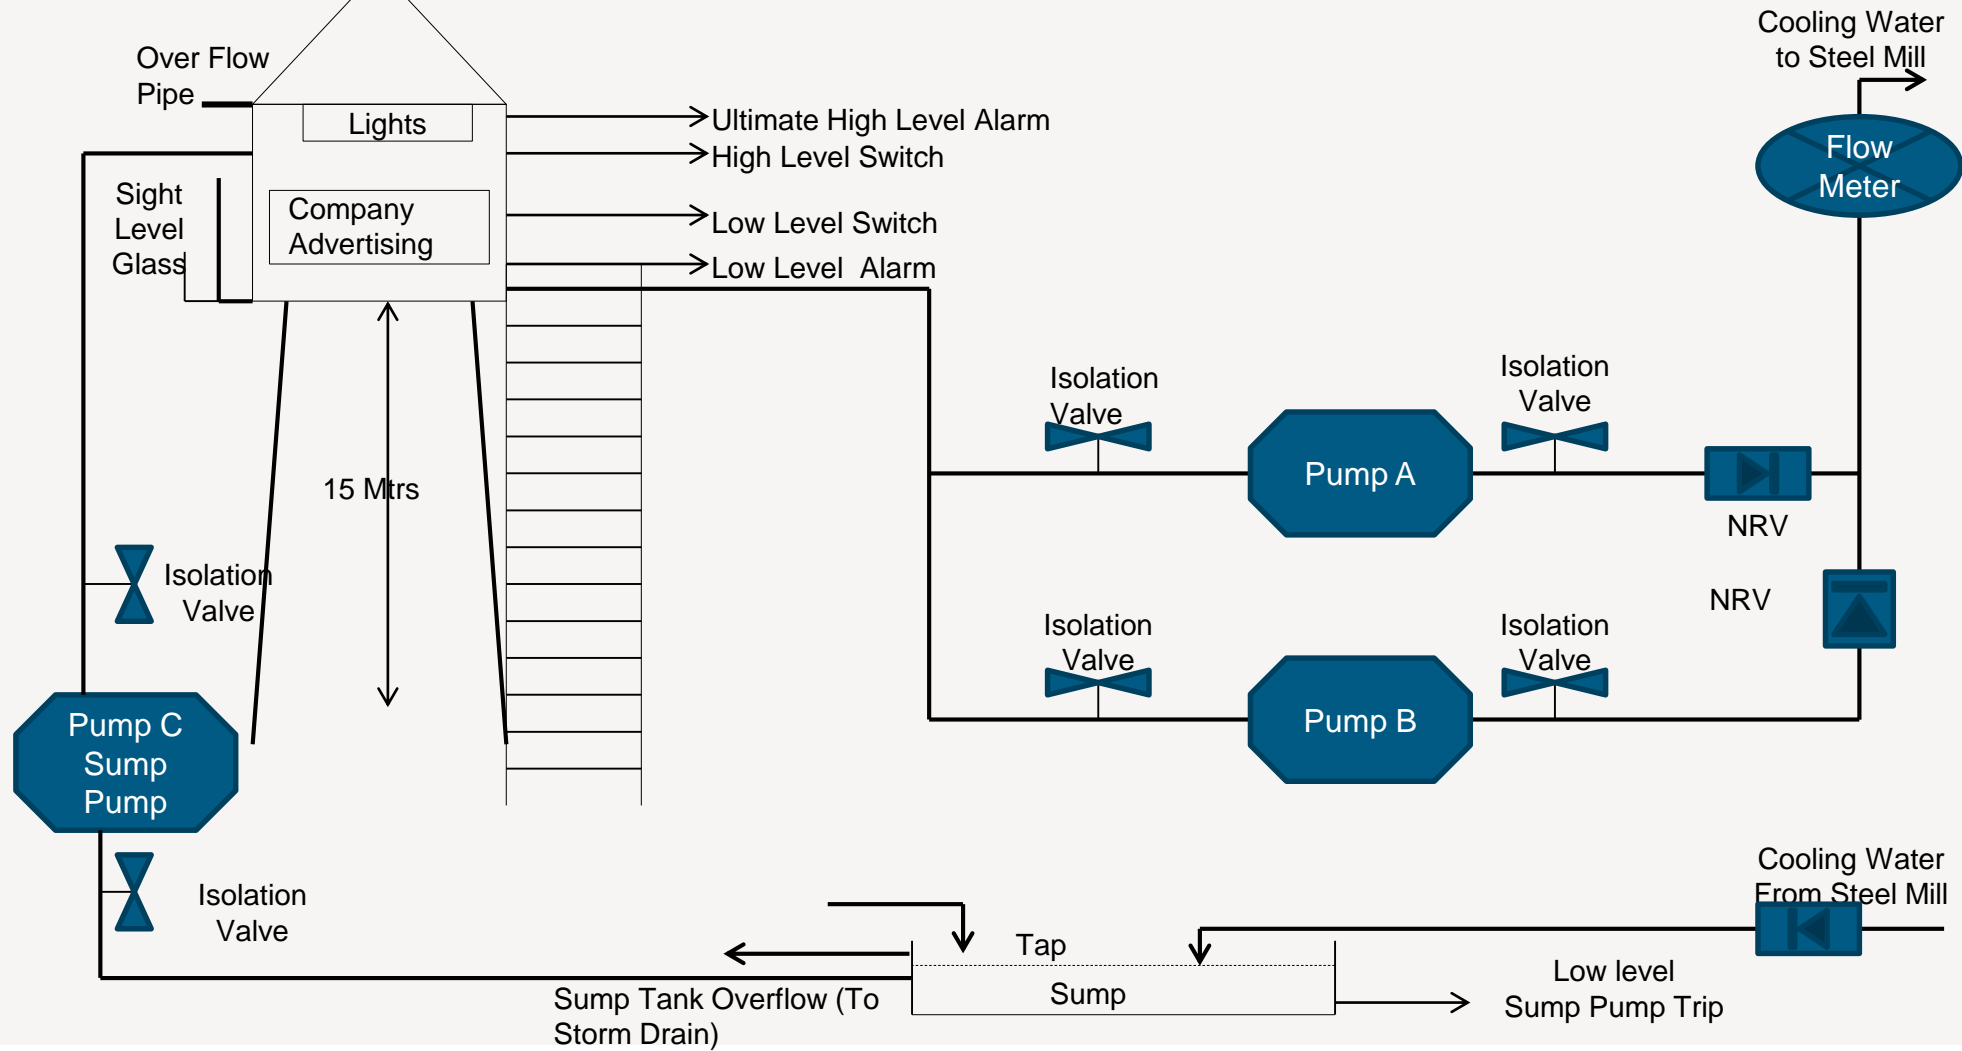 Cooling Water
to Steel Mill
Over Flow
Pipe
Lights
Ultimate High Level Alarm
High Level Switch
Flow
Meter
Sight
Level
Glass
Company
Advertising
Low Level Switch
Low Level  Alarm
Isolation
Valve
Isolation
Valve
Pump A
15 Mtrs
NRV
Isolation
Valve
NRV
Isolation
Valve
Isolation
Valve
Pump C
Sump
Pump
Pump B
Cooling Water
From Steel Mill
Isolation
Valve
Tap
Sump
Low level
Sump Pump Trip
Sump Tank Overflow (To
Storm Drain)